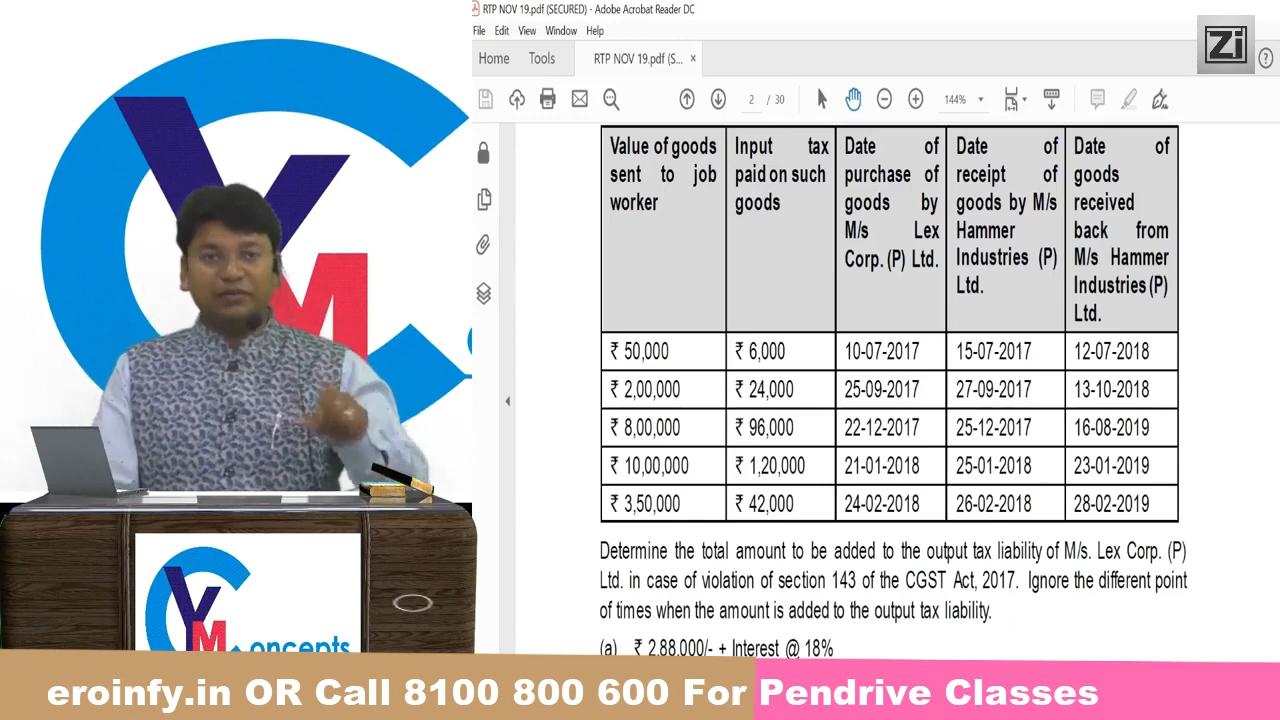 RTP NOV 19.pdf (SECURED) - Adobe Acrobat Reader DC
File Edit View Window Help
Home Tools RTP NOV 19.pdf (S... ×
2 / 30 144%
Zi
Value of goods sent to job worker
Input tax paid on such goods
Date of purchase of goods by M/s Lex Corp. (P) Ltd.
Date of receipt of goods by M/s Hammer Industries (P) Ltd.
Date of goods received back from M/s Hammer Industries (P) Ltd.
₹ 50,000 ₹ 6,000 10-07-2017 15-07-2017 12-07-2018
₹ 2,00,000 ₹ 24,000 25-09-2017 27-09-2017 13-10-2018
₹ 8,00,000 ₹ 96,000 22-12-2017 25-12-2017 16-08-2019
₹ 10,00,000 ₹ 1,20,000 21-01-2018 25-01-2018 23-01-2019
₹ 3,50,000 ₹ 42,000 24-02-2018 26-02-2018 28-02-2019
Determine the total amount to be added to the output tax liability of M/s. Lex Corp. (P)
Ltd. in case of violation of section 143 of the CGST Act, 2017. Ignore the different point
of times when the amount is added to the output tax liability.
(a) ₹ 2,88,000/- + Interest @ 18%
YM
YMConcepts
eroinfy.in OR Call 8100 800 600 For Pendrive Classes